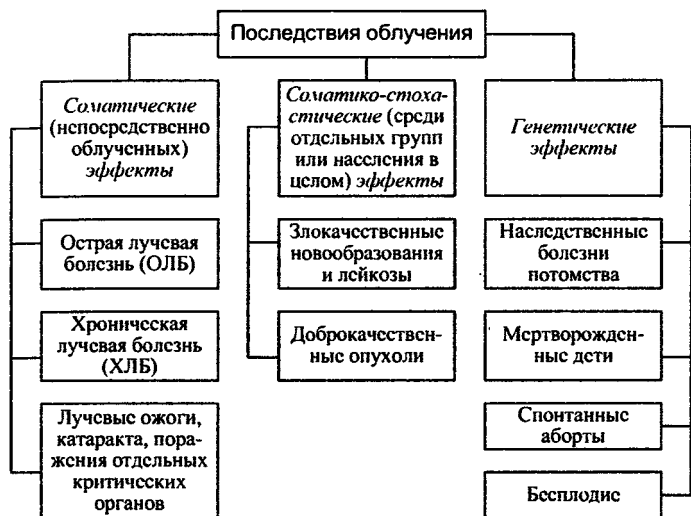 Последствия облучения
Соматические
(непосредственно
облученных)
эффекты
Острая лучевая
болезнь (ОЛБ)
Хроническая
лучевая болезнь
(ХЛБ)
Лучевые ожоги,
катаракта, пора-
жения отдельных
критических
органов
Соматико-стоха-
стические (среди
отдельных групп
или населения в
целом) эффекты
Злокачественные
новообразования
и лейкозы
Доброкачествен-
ные опухоли
Генетические
эффекты
Наследственные
болезни
потомства
Мертворожден-
ные дети
Спонтанные
аборты
Бесплодие